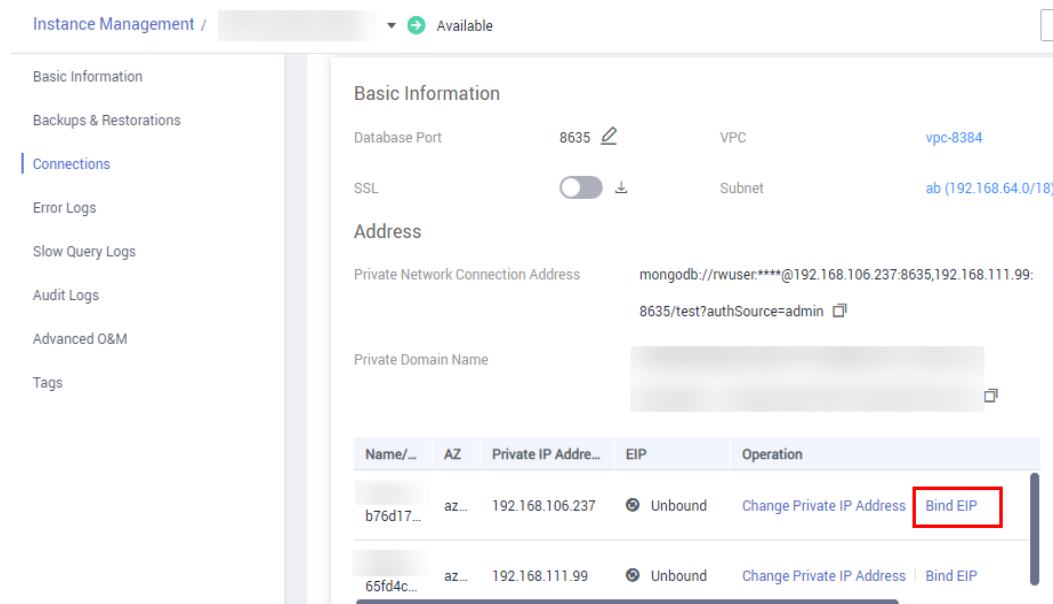 Instance Management /
Available
Basic Information
Backups & Restorations
Connections
Error Logs
Slow Query Logs
Audit Logs
Advanced O&M
Tags
Basic Information
Database Port 8635 VPC vpc-8384
SSL Subnet ab (192.168.64.0/18)
Address
Private Network Connection Address mongodb://rwuser:****@192.168.106.237:8635,192.168.111.99:
8635/test?authSource=admin
Private Domain Name
Name/... AZ Private IP Addre... EIP Operation
b76d17... az... 192.168.106.237 Unbound Change Private IP Address Bind EIP
65fd4c... az... 192.168.111.99 Unbound Change Private IP Address Bind EIP